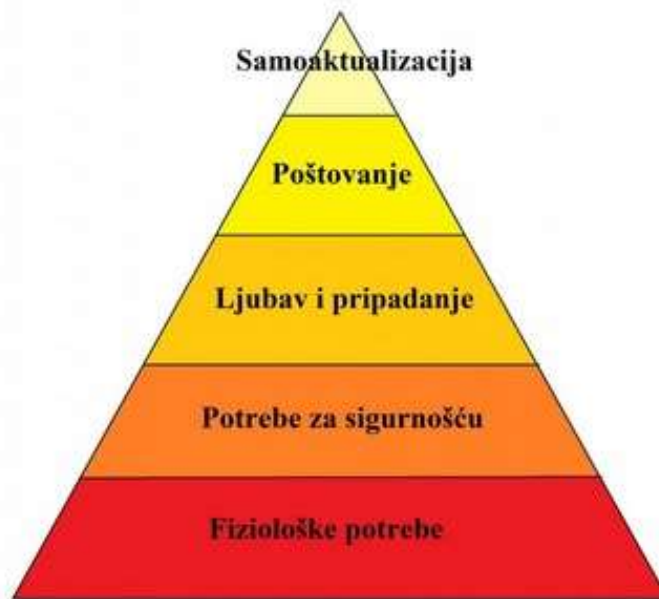 Samoaktualizacija
Poštovanje
Ljubav i pripadanje
Potrebe za sigurnošću
Fiziološke potrebe